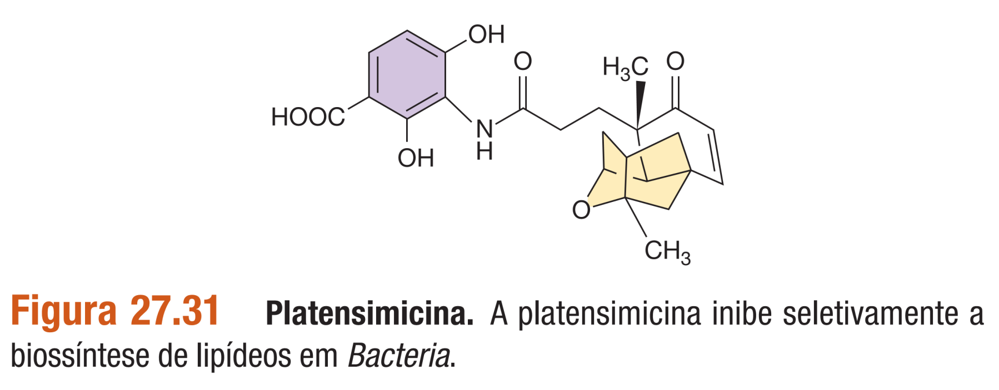 OH
O
H₃C
O
HOOC
N
H
OH
O
CH₃
Figura 27.31 Platensimicina. A platensimicina inibe seletivamente a
biossíntese de lipídeos em Bacteria.